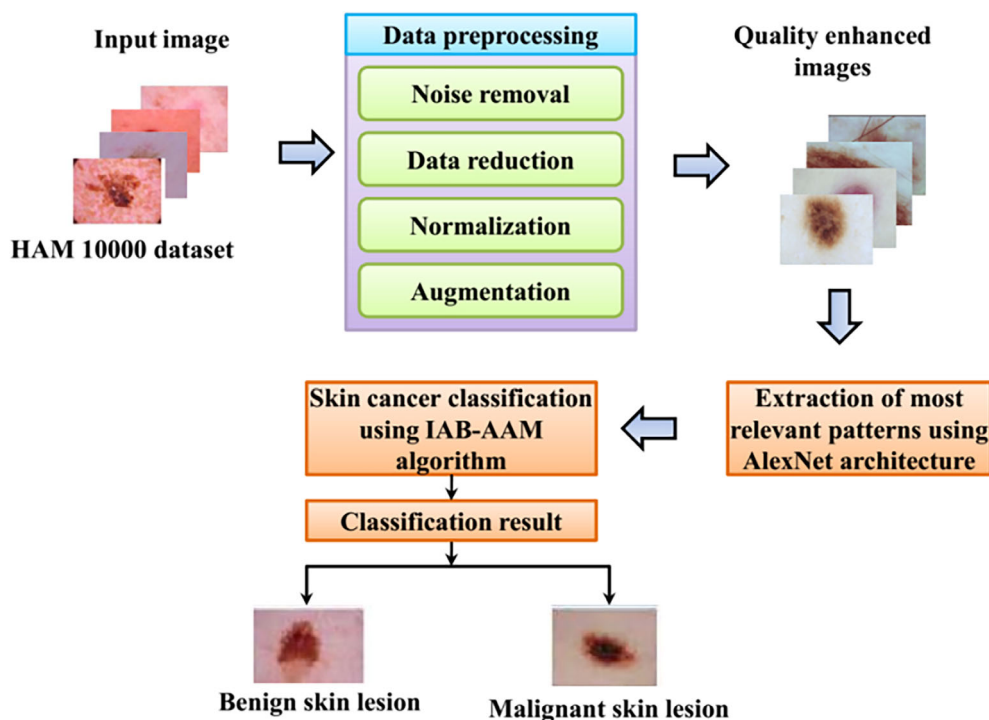 Input image
HAM 10000 dataset
Data preprocessing
Noise removal
Data reduction
Normalization
Augmentation
Quality enhanced
images
Extraction of most
relevant patterns using
AlexNet architecture
Skin cancer classification
using IAB-AAM
algorithm
Classification result
Benign skin lesion
Malignant skin lesion